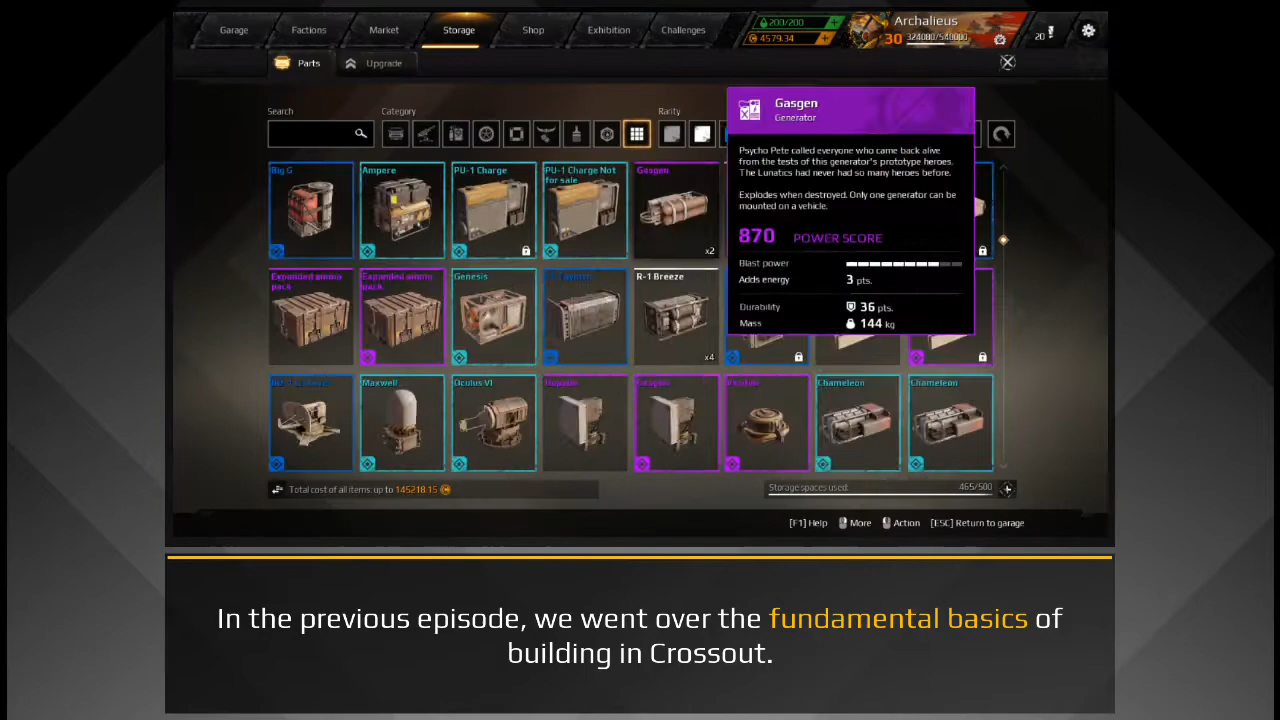 Garage
Factions
Market
Storage
Shop
Exhibition
Challenges
200/200
4579.34
Archalieus
30
324080/540000
20
Parts
Upgrade
Search
Category
Rarity
Gasgen
Generator
Psycho Pete called everyone who came back alive
from the tests of this generator's prototype heroes.
The Lunatics had never had so many heroes before.
Explodes when destroyed. Only one generator can be
mounted on a vehicle.
870 POWER SCORE
Blast power
Adds energy 3 pts.
Durability 36 pts.
Mass 144 kg
Big G
Ampere
PU-1 Charge
PU-1 Charge Not
for sale
Gasgen
x2
Expanded ammo
pack
Expanded ammo
pack
Genesis
R-1 Breeze
x4
Maxwell
Oculus VI
Chameleon
Chameleon
Total cost of all items: up to 145218.15
Storage spaces used: 465/500
[F1] Help
More
Action
[ESC] Return to garage
In the previous episode, we went over the fundamental basics of
building in Crossout.